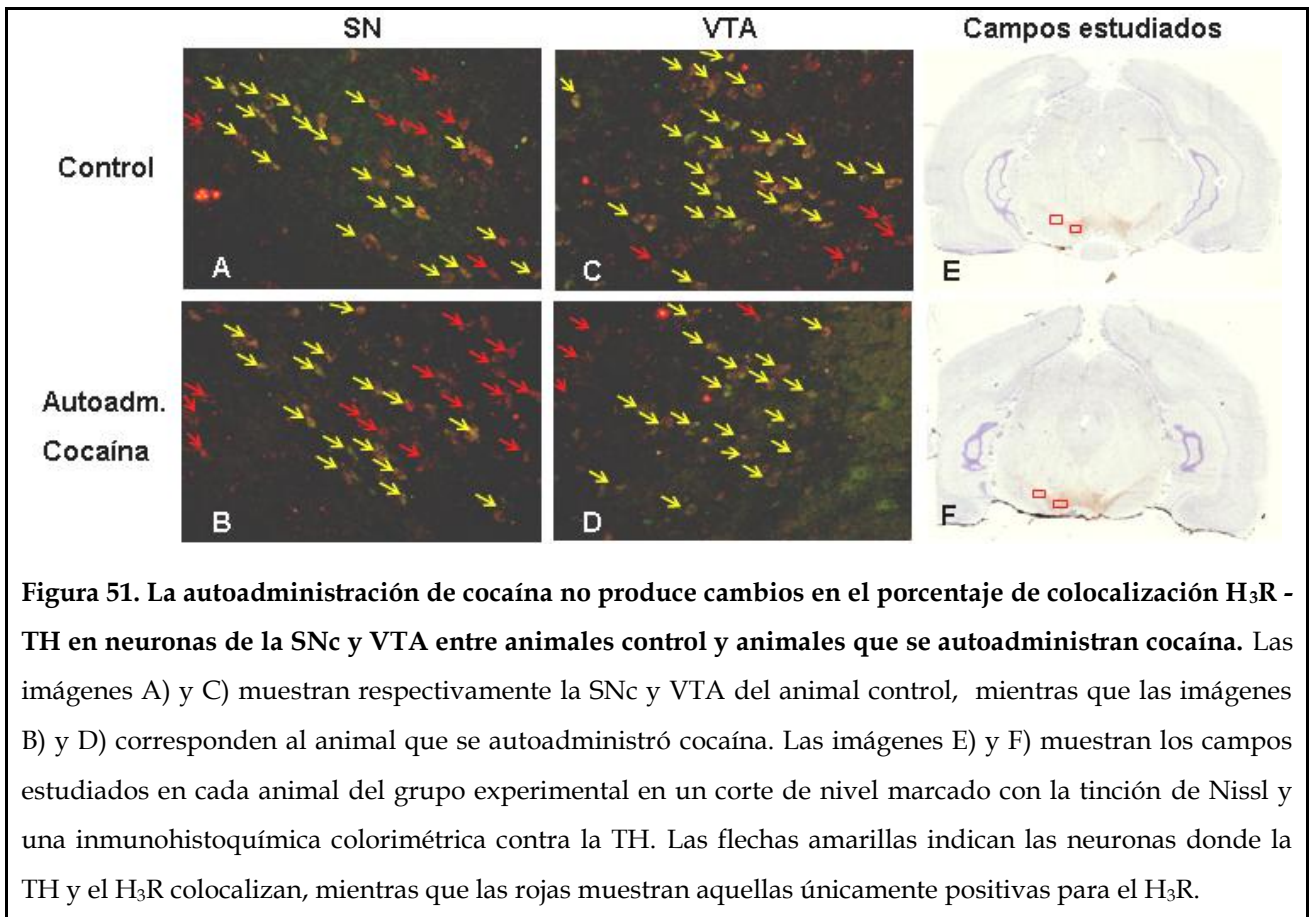 SN VTA Campos estudiados
Control
A
C
E
Autoadm.
Cocaína
B
D
F
Figura 51. La autoadministración de cocaína no produce cambios en el porcentaje de colocalización H₃R -
TH en neuronas de la SNc y VTA entre animales control y animales que se autoadministran cocaína. Las
imágenes A) y C) muestran respectivamente la SNc y VTA del animal control, mientras que las imágenes
B) y D) corresponden al animal que se autoadministró cocaína. Las imágenes E) y F) muestran los campos
estudiados en cada animal del grupo experimental en un corte de nivel marcado con la tinción de Nissl y
una inmunohistoquímica colorimétrica contra la TH. Las flechas amarillas indican las neuronas donde la
TH y el H₃R colocalizan, mientras que las rojas muestran aquellas únicamente positivas para el H₃R.